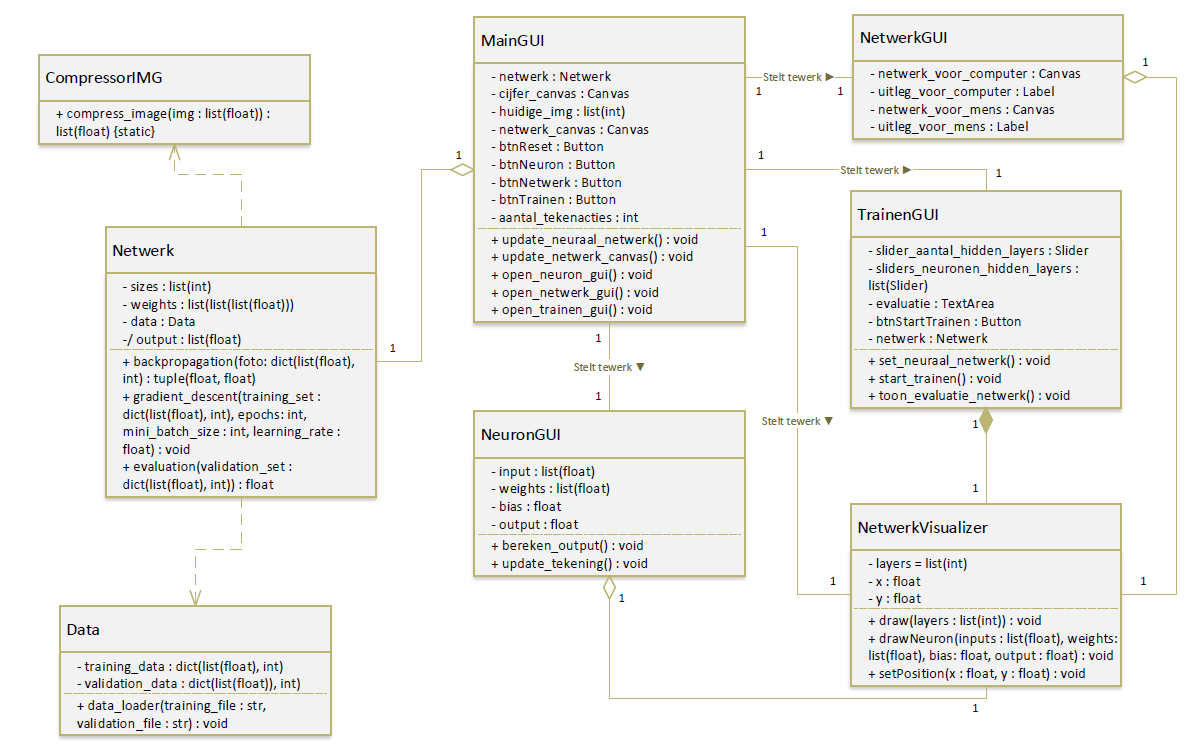 CompressorIMG
+ compress_image(img : list(float)) :
list(float) {static}
Netwerk
- sizes : list(int)
- weights : list(list(list(float)))
- data : Data
-/ output : list(float)
+ backpropagation(foto: dict(list(float),
int) : tuple(float, float)
+ gradient_descent(training_set :
dict(list(float), int), epochs: int,
mini_batch_size : int, learning_rate :
float) : void
+ evaluation(validation_set :
dict(list(float), int)) : float
Data
- training_data : dict(list(float), int)
- validation_data : dict(list(float)), int)
+ data_loader(training_file : str,
validation_file : str) : void
1
1
MainGUI
- netwerk : Netwerk
- cijfer_canvas : Canvas
- huidige_img : list(int)
- netwerk_canvas : Canvas
- btnReset : Button
- btnNeuron : Button
- btnNetwerk : Button
- btnTrainen : Button
- aantal_tekenacties : int
+ update_neuraal_netwerk() : void
+ update_netwerk_canvas() : void
+ open_neuron_gui() : void
+ open_netwerk_gui() : void
+ open_trainen_gui() : void
1
Stelt tewerk ▼
1
NeuronGUI
- input : list(float)
- weights : list(float)
- bias : float
- output : float
+ bereken_output() : void
+ update_tekening() : void
1
Stelt tewerk ►
1
1
1
Stelt tewerk ►
1
1
Stelt tewerk ▼
1
NetwerkGUI
- netwerk_voor_computer : Canvas
- uitleg_voor_computer : Label
- netwerk_voor_mens : Canvas
- uitleg_voor_mens : Label
1
TrainenGUI
- slider_aantal_hidden_layers : Slider
- sliders_neuronen_hidden_layers :
list(Slider)
- evaluatie : TextArea
- btnStartTrainen : Button
- netwerk : Netwerk
+ set_neuraal_netwerk() : void
+ start_trainen() : void
+ toon_evaluatie_netwerk() : void
1
1
NetwerkVisualizer
- layers = list(int)
- x : float
- y : float
+ draw(layers : list(int)) : void
+ drawNeuron(inputs : list(float), weights:
list(float), bias: float, output : float) : void
+ setPosition(x : float, y : float) : void
1
1